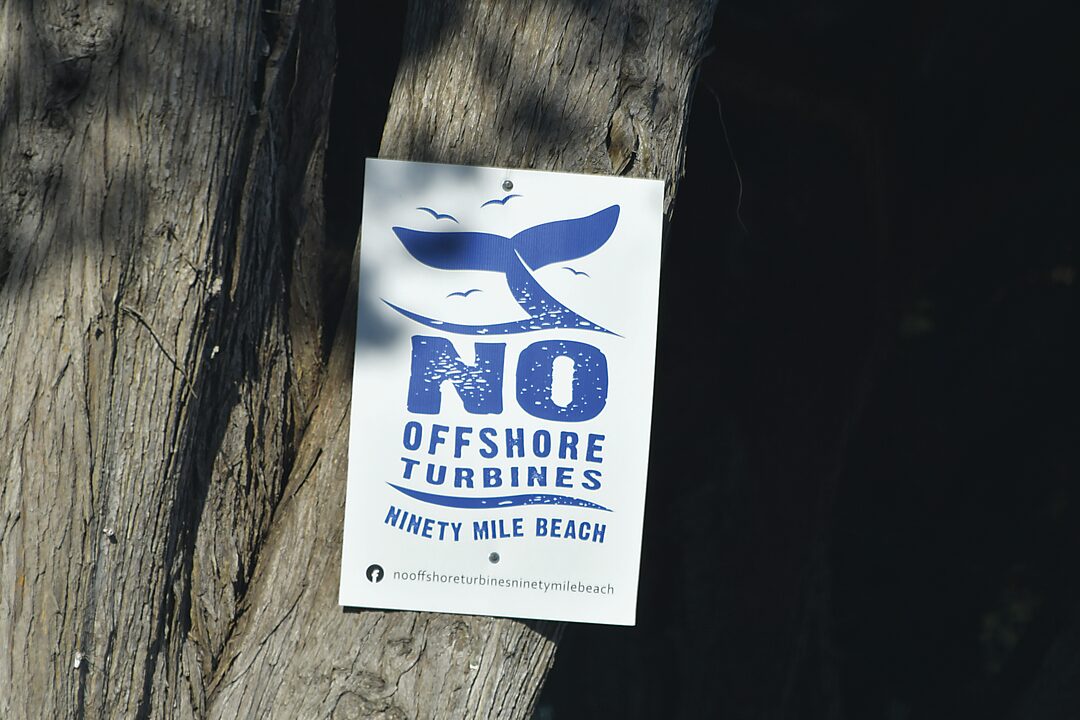 NO
OFFSHORE
TURBINES
NINETY MILE BEACH
nooffshoreturbinesninetymilebeach